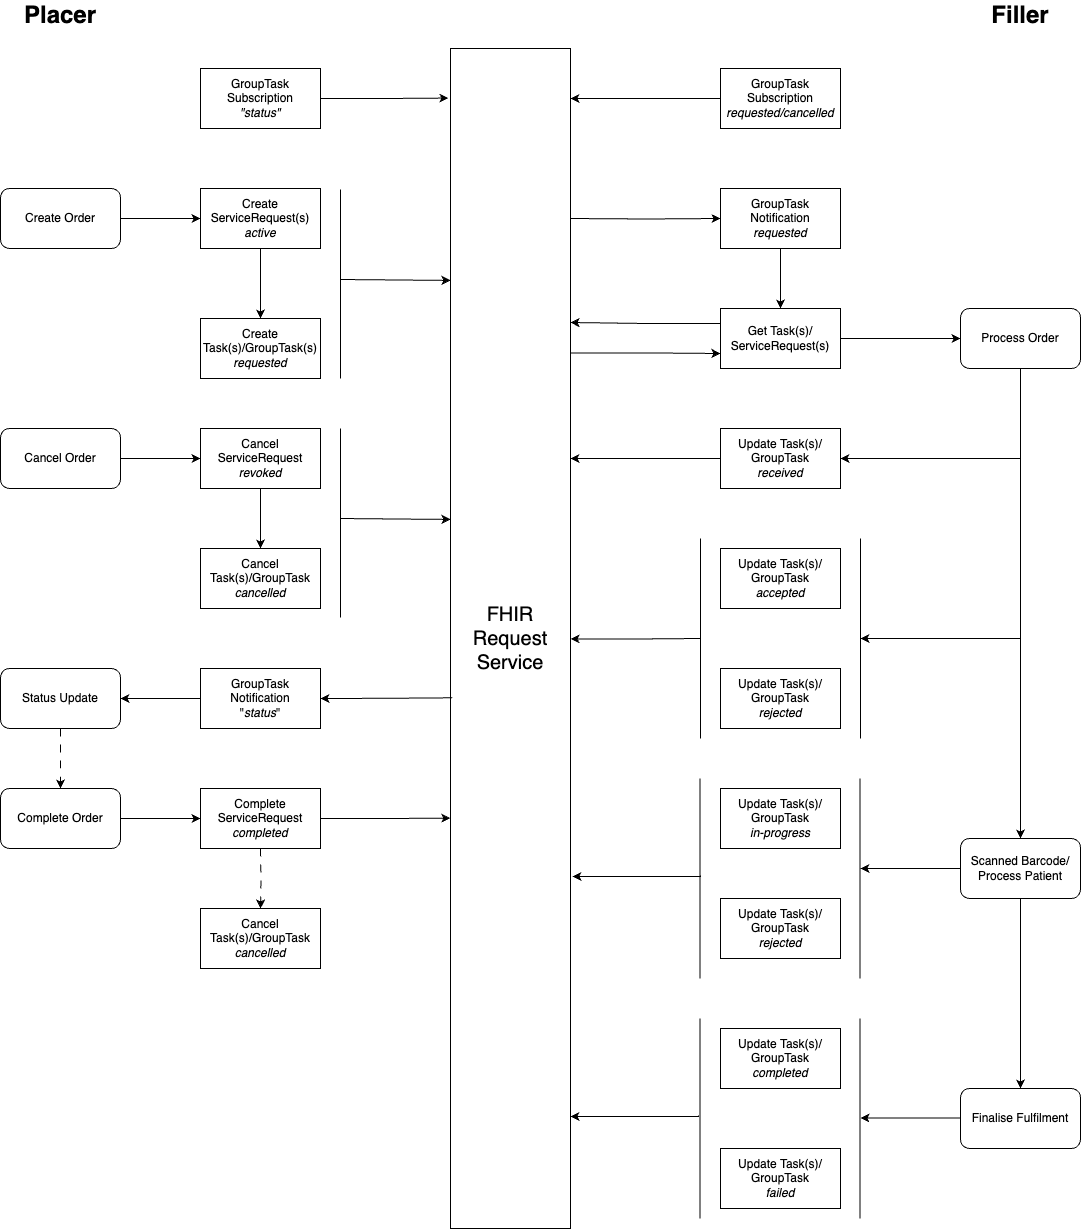 Placer
Filler
GroupTask
Subscription
"status"
GroupTask
Subscription
requested/cancelled
Create Order
Create
ServiceRequest(s)
active
GroupTask
Notification
requested
Create
Task(s)/GroupTask(s)
requested
Get Task(s)/
ServiceRequest(s)
Process Order
Cancel Order
Cancel
ServiceRequest
revoked
Update Task(s)/
GroupTask
received
Cancel
Task(s)/GroupTask
cancelled
Update Task(s)/
GroupTask
accepted
FHIR
Request
Service
Status Update
GroupTask
Notification
"status"
Update Task(s)/
GroupTask
rejected
Complete Order
Complete
ServiceRequest
completed
Update Task(s)/
GroupTask
in-progress
Scanned Barcode/
Process Patient
Cancel
Task(s)/GroupTask
cancelled
Update Task(s)/
GroupTask
rejected
Update Task(s)/
GroupTask
completed
Finalise Fulfilment
Update Task(s)/
GroupTask
failed